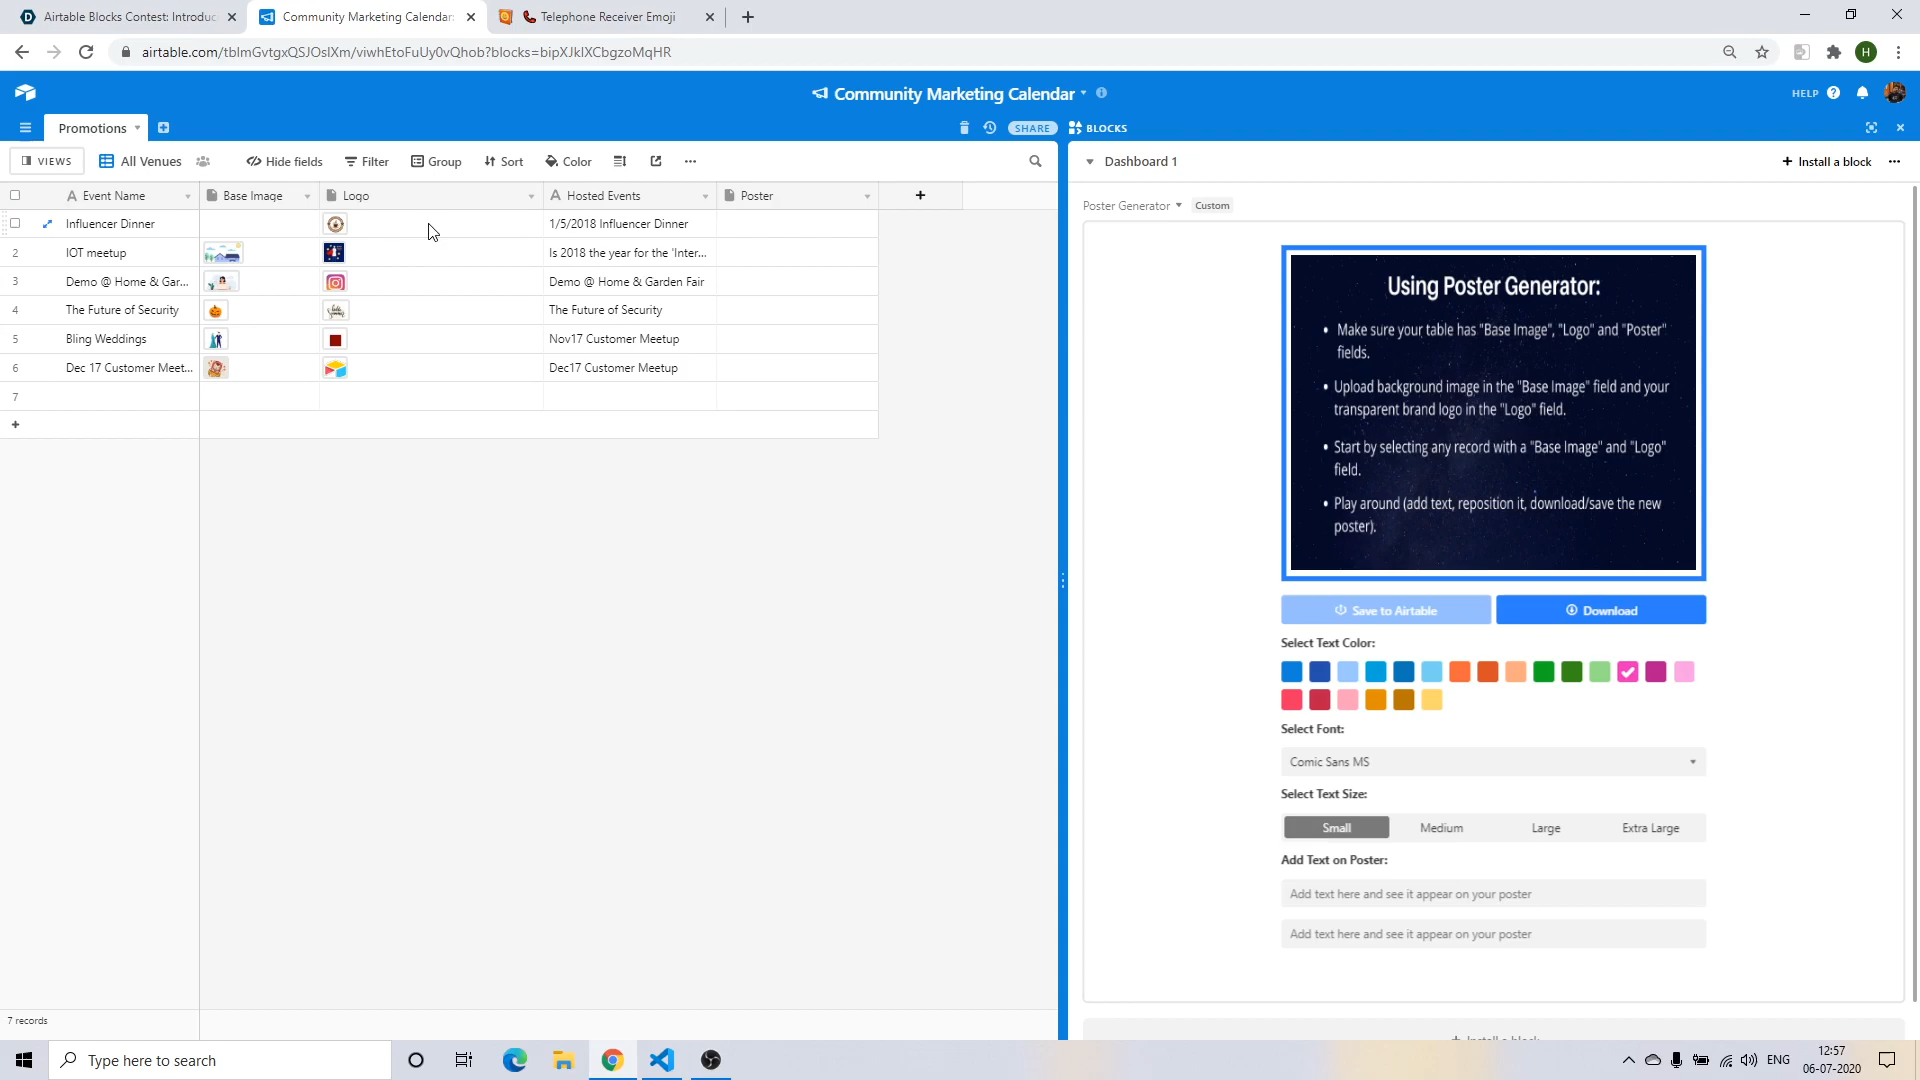 Airtable Blocks Contest: Introduc
Community Marketing Calendar:
Telephone Receiver Emoji
airtable.com/tblmGvtgxQSJOslXm/viwhEtoFuUy0vQhob?blocks=bipXJklXCbgzoMqHR
H
Community Marketing Calendar
HELP
Promotions
SHARE
BLOCKS
VIEWS
All Venues
Hide fields
Filter
Group
Sort
Color
Dashboard 1
+ Install a block
Event Name
Base Image
Logo
Hosted Events
Poster
Influencer Dinner
1/5/2018 Influencer Dinner
2 IOT meetup
Is 2018 the year for the 'Inter...
3 Demo @ Home & Gar...
Demo @ Home & Garden Fair
4 The Future of Security
The Future of Security
5 Bling Weddings
Nov17 Customer Meetup
6 Dec 17 Customer Meet...
Dec17 Customer Meetup
7
7 records
Poster Generator
Custom
Using Poster Generator:
• Make sure your table has "Base Image", "Logo" and "Poster"
fields.
• Upload background image in the "Base Image" field and your
transparent brand logo in the "Logo" field.
• Start by selecting any record with a "Base Image" and "Logo"
field.
• Play around (add text, reposition it, download/save the new
poster).
Save to Airtable
Download
Select Text Color:
Select Font:
Comic Sans MS
Select Text Size:
Small
Medium
Large
Extra Large
Add Text on Poster:
Add text here and see it appear on your poster
Add text here and see it appear on your poster
+ Install a block
Type here to search
ENG
12:57
06-07-2020